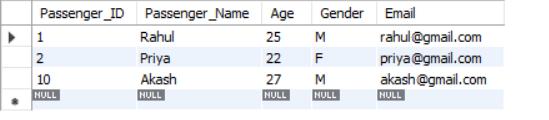 Passenger_ID Passenger_Name Age Gender Email
1 Rahul 25 M rahul@gmail.com
2 Priya 22 F priya@gmail.com
10 Akash 27 M akash@gmail.com
NULL NULL NULL NULL NULL